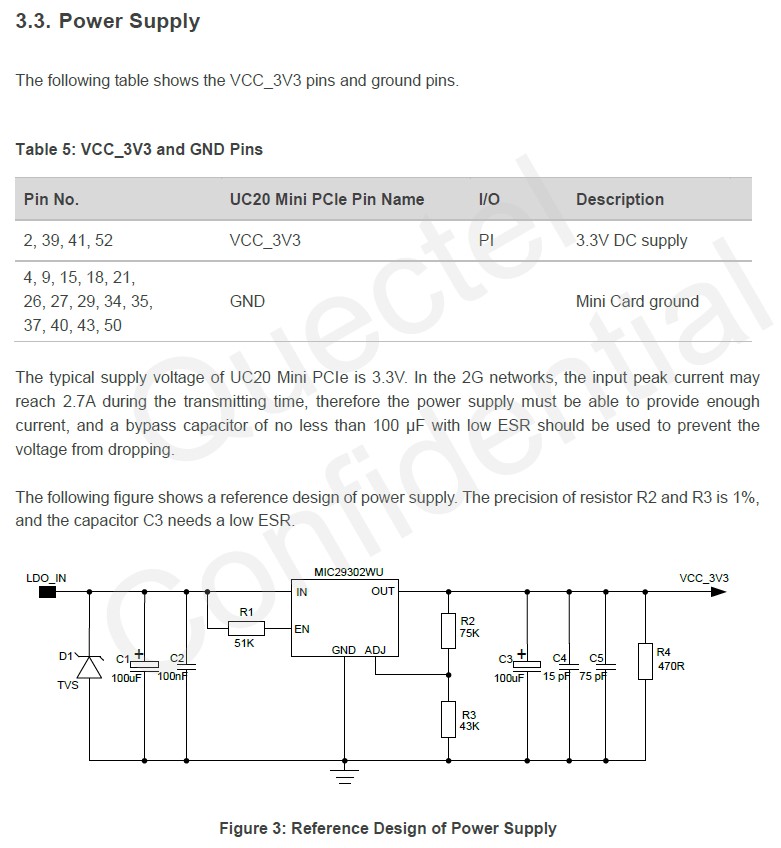 3.3. Power Supply
The following table shows the VCC_3V3 pins and ground pins.
Table 5: VCC_3V3 and GND Pins
Pin No. UC20 Mini PCIe Pin Name I/O Description
2, 39, 41, 52 VCC_3V3 PI 3.3V DC supply
4, 9, 15, 18, 21,
26, 27, 29, 34, 35,
37, 40, 43, 50
GND
Mini Card ground
The typical supply voltage of UC20 Mini PCIe is 3.3V. In the 2G networks, the input peak current may
reach 2.7A during the transmitting time, therefore the power supply must be able to provide enough
current, and a bypass capacitor of no less than 100 µF with low ESR should be used to prevent the
voltage from dropping.
The following figure shows a reference design of power supply. The precision of resistor R2 and R3 is 1%,
and the capacitor C3 needs a low ESR.
LDO_IN
MIC29302WU
VCC_3V3
IN
OUT
R1
51K
EN
GND ADJ
R2
75K
D1
TVS
C1 +
100uF
C2
100nF
C3 +
100uF
C4
15 pF
C5
75 pF
R4
470R
R3
43K
Figure 3: Reference Design of Power Supply
Quectel
Confidential